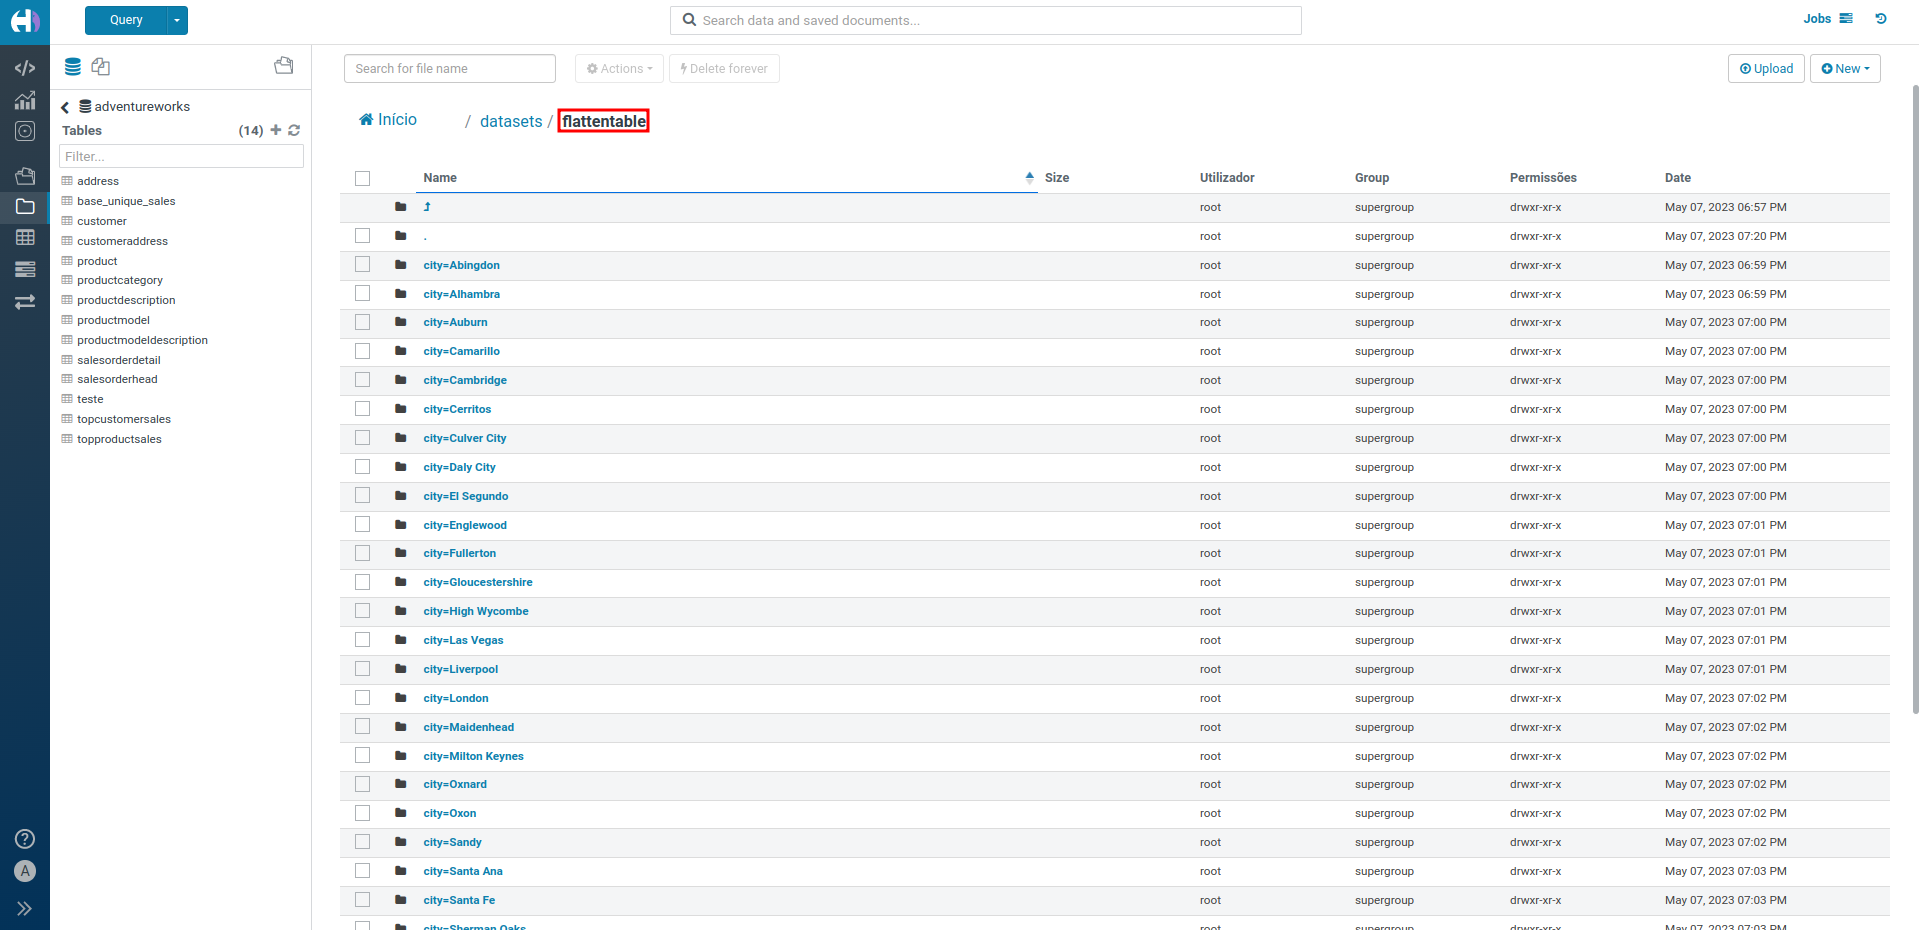 Query
Search data and saved documents...
Jobs
adventureworks
Tables (14)
Filter...
address
base_unique_sales
customer
customeraddress
product
productcategory
productdescription
productmodel
productmodeldescription
salesorderdetail
salesorderhead
teste
topcustomersales
topproductsales
A
Search for file name
Actions
Delete forever
Upload
New
Início / datasets / flattentable
Name Size Utilizador Group Permissões Date
root supergroup drwxr-xr-x May 07, 2023 06:57 PM
. root supergroup drwxr-xr-x May 07, 2023 07:20 PM
city=Abingdon root supergroup drwxr-xr-x May 07, 2023 06:59 PM
city=Alhambra root supergroup drwxr-xr-x May 07, 2023 06:59 PM
city=Auburn root supergroup drwxr-xr-x May 07, 2023 07:00 PM
city=Camarillo root supergroup drwxr-xr-x May 07, 2023 07:00 PM
city=Cambridge root supergroup drwxr-xr-x May 07, 2023 07:00 PM
city=Cerritos root supergroup drwxr-xr-x May 07, 2023 07:00 PM
city=Culver City root supergroup drwxr-xr-x May 07, 2023 07:00 PM
city=Daly City root supergroup drwxr-xr-x May 07, 2023 07:00 PM
city=El Segundo root supergroup drwxr-xr-x May 07, 2023 07:00 PM
city=Englewood root supergroup drwxr-xr-x May 07, 2023 07:01 PM
city=Fullerton root supergroup drwxr-xr-x May 07, 2023 07:01 PM
city=Gloucestershire root supergroup drwxr-xr-x May 07, 2023 07:01 PM
city=High Wycombe root supergroup drwxr-xr-x May 07, 2023 07:01 PM
city=Las Vegas root supergroup drwxr-xr-x May 07, 2023 07:01 PM
city=Liverpool root supergroup drwxr-xr-x May 07, 2023 07:01 PM
city=London root supergroup drwxr-xr-x May 07, 2023 07:02 PM
city=Maidenhead root supergroup drwxr-xr-x May 07, 2023 07:02 PM
city=Milton Keynes root supergroup drwxr-xr-x May 07, 2023 07:02 PM
city=Oxnard root supergroup drwxr-xr-x May 07, 2023 07:02 PM
city=Oxon root supergroup drwxr-xr-x May 07, 2023 07:02 PM
city=Sandy root supergroup drwxr-xr-x May 07, 2023 07:02 PM
city=Santa Ana root supergroup drwxr-xr-x May 07, 2023 07:03 PM
city=Santa Fe root supergroup drwxr-xr-x May 07, 2023 07:03 PM
city=Sherman Oaks root supergroup drwxr-xr-x May 07, 2023 07:03 PM